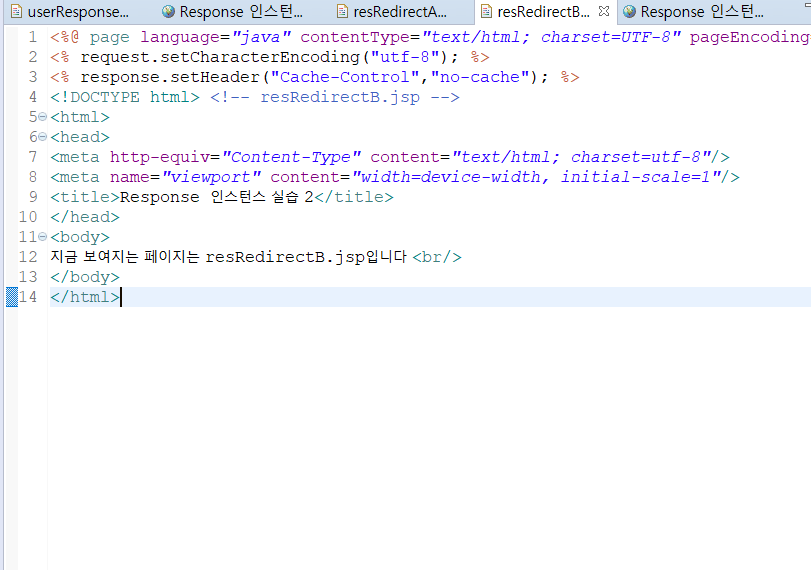 userResponse...
Response 인스턴...
resRedirectA...
resRedirectB...
Response 인스턴...
1 <%@ page language="java" contentType="text/html; charset=UTF-8" pageEncoding
2 <% request.setCharacterEncoding("utf-8"); %>
3 <% response.setHeader("Cache-Control","no-cache"); %>
4 <!DOCTYPE html> <!-- resRedirectB.jsp -->
5 <html>
6 <head>
7 <meta http-equiv="Content-Type" content="text/html; charset=utf-8"/>
8 <meta name="viewport" content="width=device-width, initial-scale=1"/>
9 <title>Response 인스턴스 실습 2</title>
10 </head>
11 <body>
12 지금 보여지는 페이지는 resRedirectB.jsp입니다 <br/>
13 </body>
14 </html>